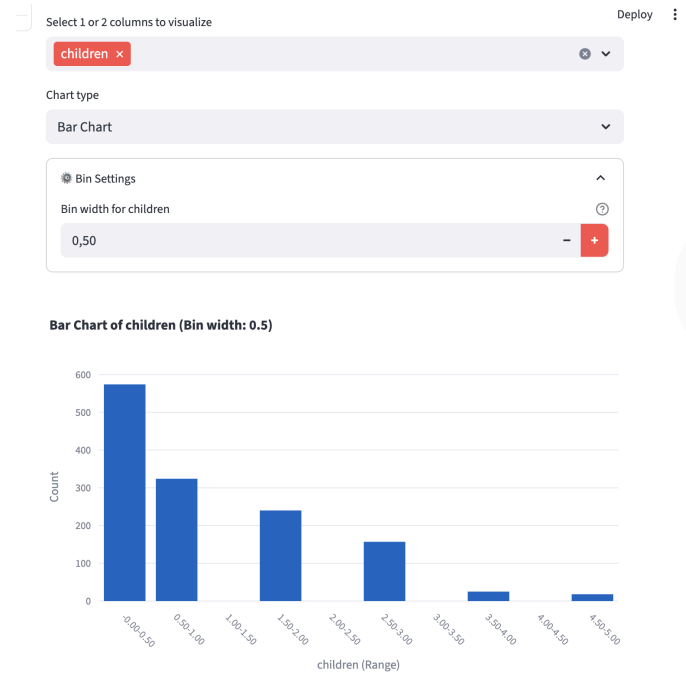 Deploy
Select 1 or 2 columns to visualize
children ×
Chart type
Bar Chart
Bin Settings
Bin width for children
0,50
Bar Chart of children (Bin width: 0.5)
600
500
400
300
200
100
0
Count
-0.00-0.50
0.50-1.00
1.00-1.50
1.50-2.00
2.00-2.50
2.50-3.00
3.00-3.50
3.50-4.00
4.00-4.50
4.50-5.00
children (Range)